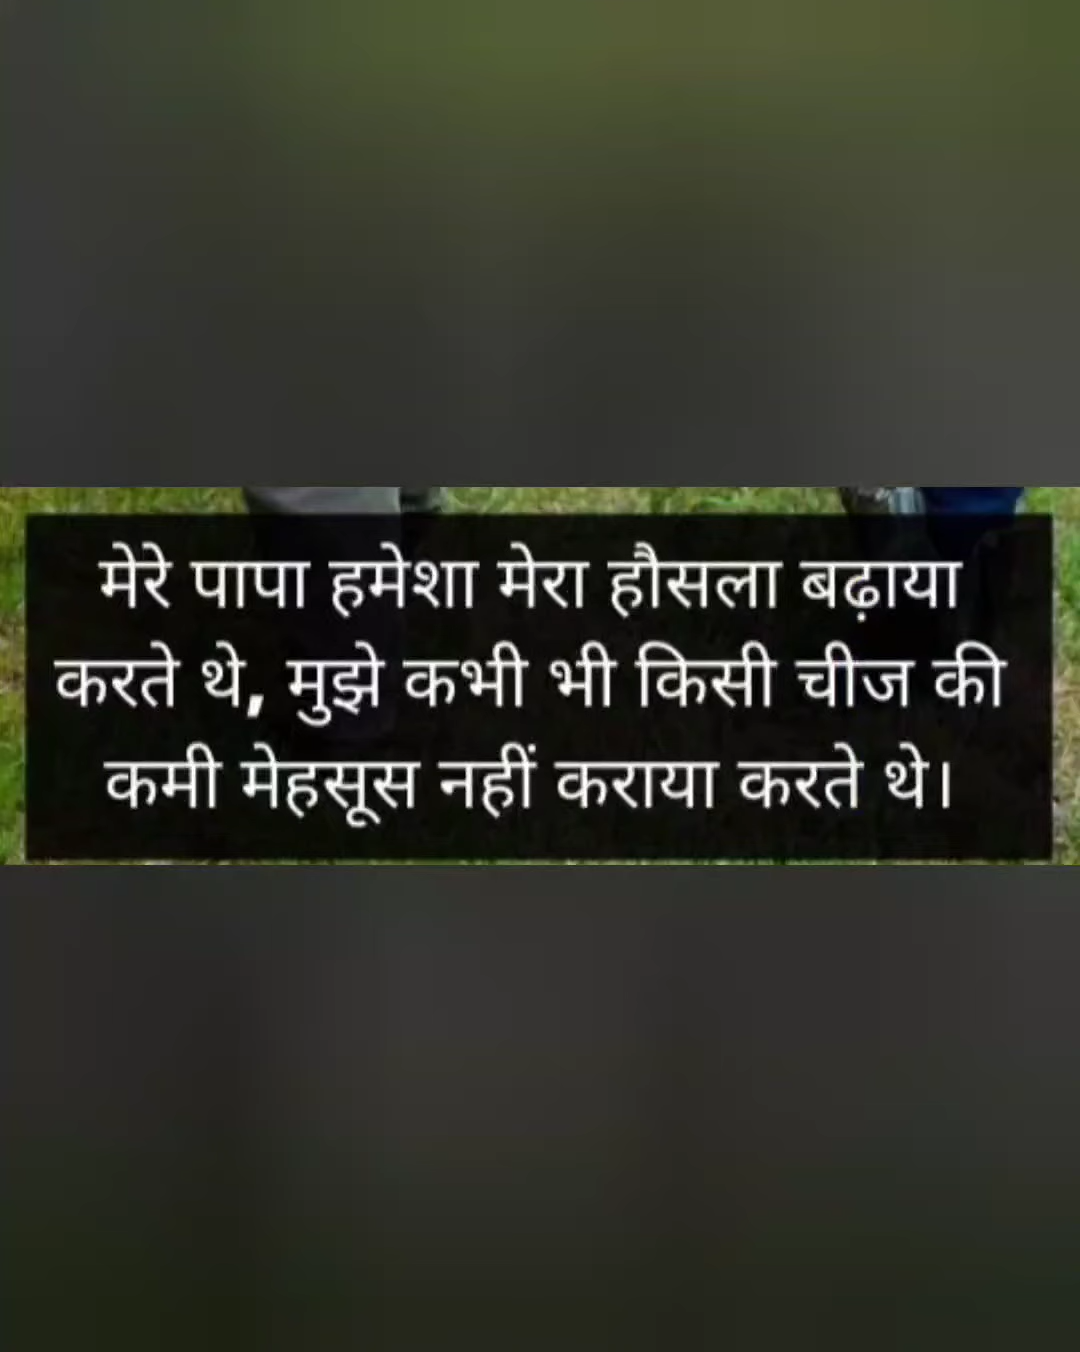 मेरे पापा हमेशा मेरा हौसला बढ़ाया
करते थे, मुझे कभी भी किसी चीज की
कमी मेहसूस नहीं कराया करते थे।